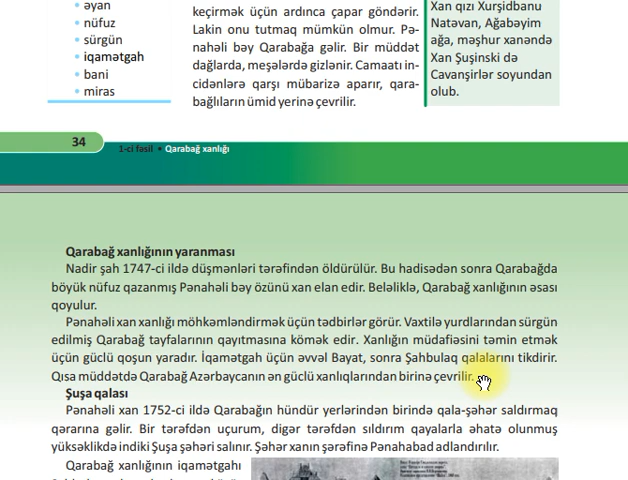 • əyan
• nüfuz
• sürgün
• iqamətgah
• bani
• miras
keçirmək üçün ardınca çapar göndərir.
Lakin onu tutmaq mümkün olmur. Pə-
nahəli bəy Qarabağa gəlir. Bir müddət
dağlarda, meşələrdə gizlənir. Camaatı in-
cidənlərə qarşı mübarizə aparır, qara-
bağlıların ümid yerinə çevrilir.
Xan qızı Xurşidbanu
Natəvan, Ağabəyim
ağa, məşhur xanəndə
Xan Şuşinski də
Cavanşirlər soyundan
olub.
34
1-ci fəsil • Qarabağ xanlığı
Qarabağ xanlığının yaranması
Nadir şah 1747-ci ildə düşmənləri tərəfindən öldürülür. Bu hadisədən sonra Qarabağda
böyük nüfuz qazanmış Pənahəli bəy özünü xan elan edir. Beləliklə, Qarabağ xanlığının əsası
qoyulur.
Pənahəli xan xanlığı möhkəmləndirmək üçün tədbirlər görür. Vaxtilə yurdlarından sürgün
edilmiş Qarabağ tayfalarının qayıtmasına kömək edir. Xanlığın müdafiəsini təmin etmək
üçün güclü qoşun yaradır. İqamətgah üçün əvvəl Bayat, sonra Şahbulaq qalalarını tikdirir.
Qısa müddətdə Qarabağ Azərbaycanın ən güclü xanlıqlarından birinə çevrilir.
Şuşa qalası
Pənahəli xan 1752-ci ildə Qarabağın hündür yerlərindən birində qala-şəhər saldırmaq
qərarına gəlir. Bir tərəfdən uçurum, digər tərəfdən sıldırım qayalarla əhatə olunmuş
yüksəklikdə indiki Şuşa şəhəri salınır. Şəhər xanın şərəfinə Pənahabad adlandırılır.
Qarabağ xanlığının iqamətgahı